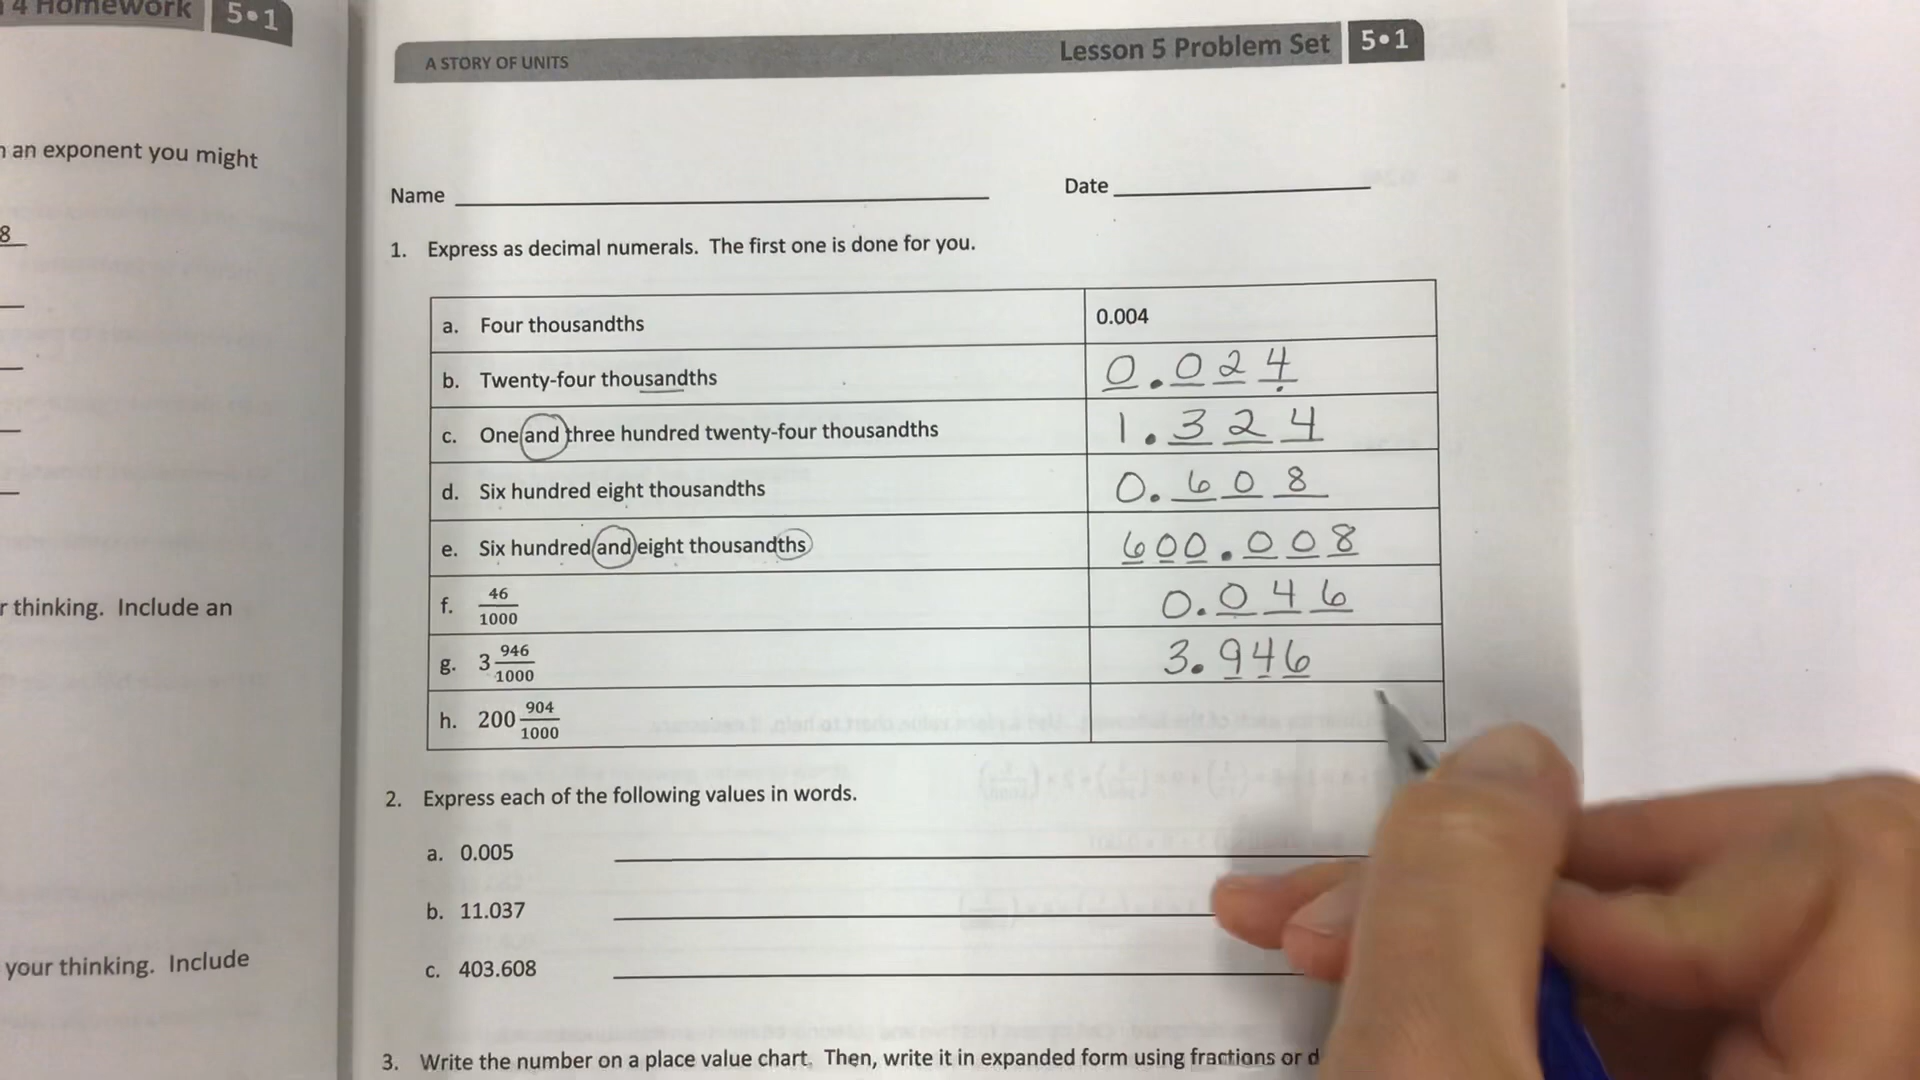 4 Homework 5•1
an exponent you might
8
r thinking. Include an
your thinking. Include
A STORY OF UNITS Lesson 5 Problem Set 5•1
Name Date
1. Express as decimal numerals. The first one is done for you.
a. Four thousandths 0.004
b. Twenty-four thousandths 0.024
c. One and three hundred twenty-four thousandths 1.324
d. Six hundred eight thousandths 0.608
e. Six hundred and eight thousandths 600.008
f. 46/1000 0.046
g. 3 946/1000 3.946
h. 200 904/1000
2. Express each of the following values in words.
a. 0.005
b. 11.037
c. 403.608
3. Write the number on a place value chart. Then, write it in expanded form using fractions or d